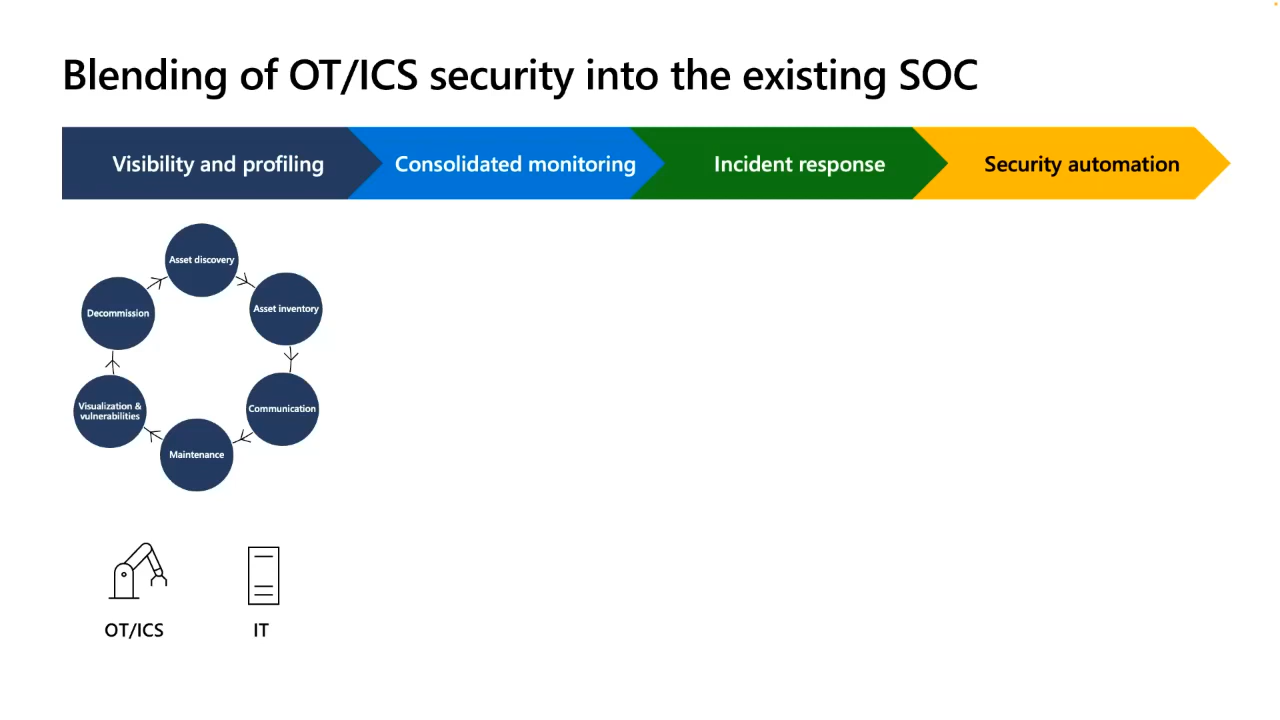 Blending of OT/ICS security into the existing SOC
Visibility and profiling
Consolidated monitoring
Incident response
Security automation
Asset discovery
Asset inventory
Communication
Maintenance
Visualization &
vulnerabilities
Decommission
OT/ICS
IT